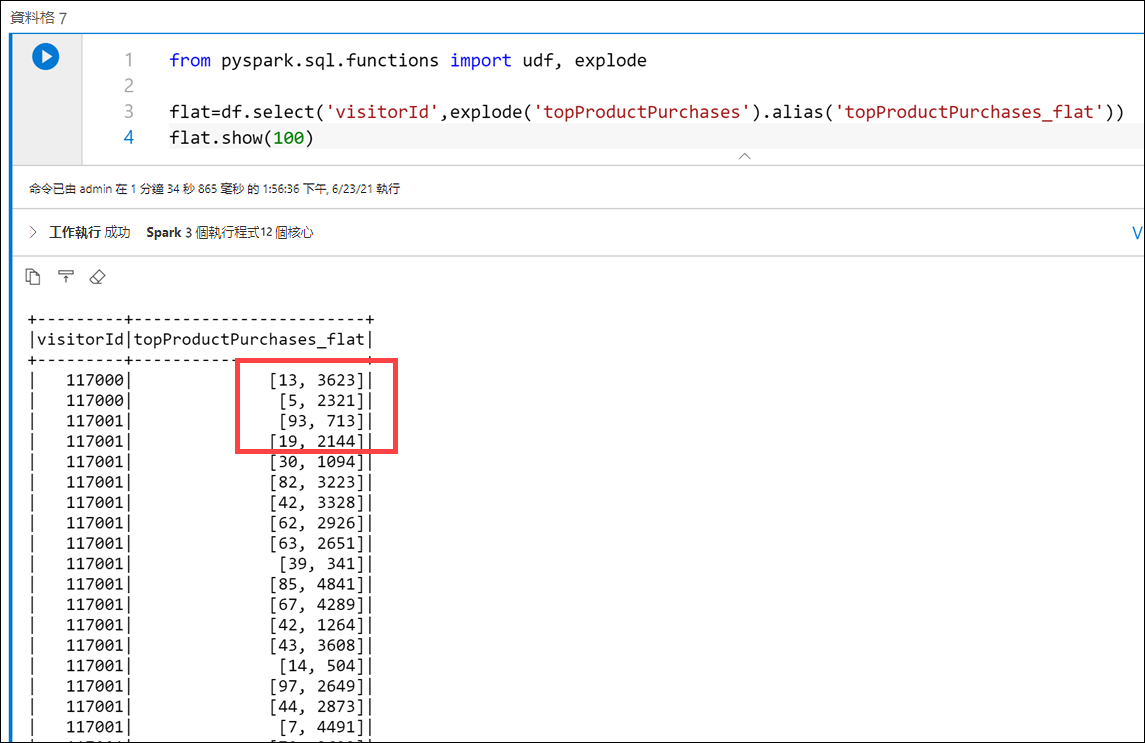 資料格 7
1 from pyspark.sql.functions import udf, explode
2
3 flat=df.select('visitorId',explode('topProductPurchases').alias('topProductPurchases_flat'))
4 flat.show(100)
命令已由 admin 在 1 分鐘 34 秒 865 毫秒 的 1:56:36 下午, 6/23/21 執行
工作執行 成功 Spark 3 個執行程式12 個核心 V
+---------+------------------------+
|visitorId|topProductPurchases_flat|
+---------+------------------------+
| 117000| [13, 3623]|
| 117000| [5, 2321]|
| 117001| [93, 713]|
| 117001| [19, 2144]|
| 117001| [30, 1094]|
| 117001| [82, 3223]|
| 117001| [42, 3328]|
| 117001| [62, 2926]|
| 117001| [63, 2651]|
| 117001| [39, 341]|
| 117001| [85, 4841]|
| 117001| [67, 4289]|
| 117001| [42, 1264]|
| 117001| [43, 3608]|
| 117001| [14, 504]|
| 117001| [97, 2649]|
| 117001| [44, 2873]|
| 117001| [7, 4491]|